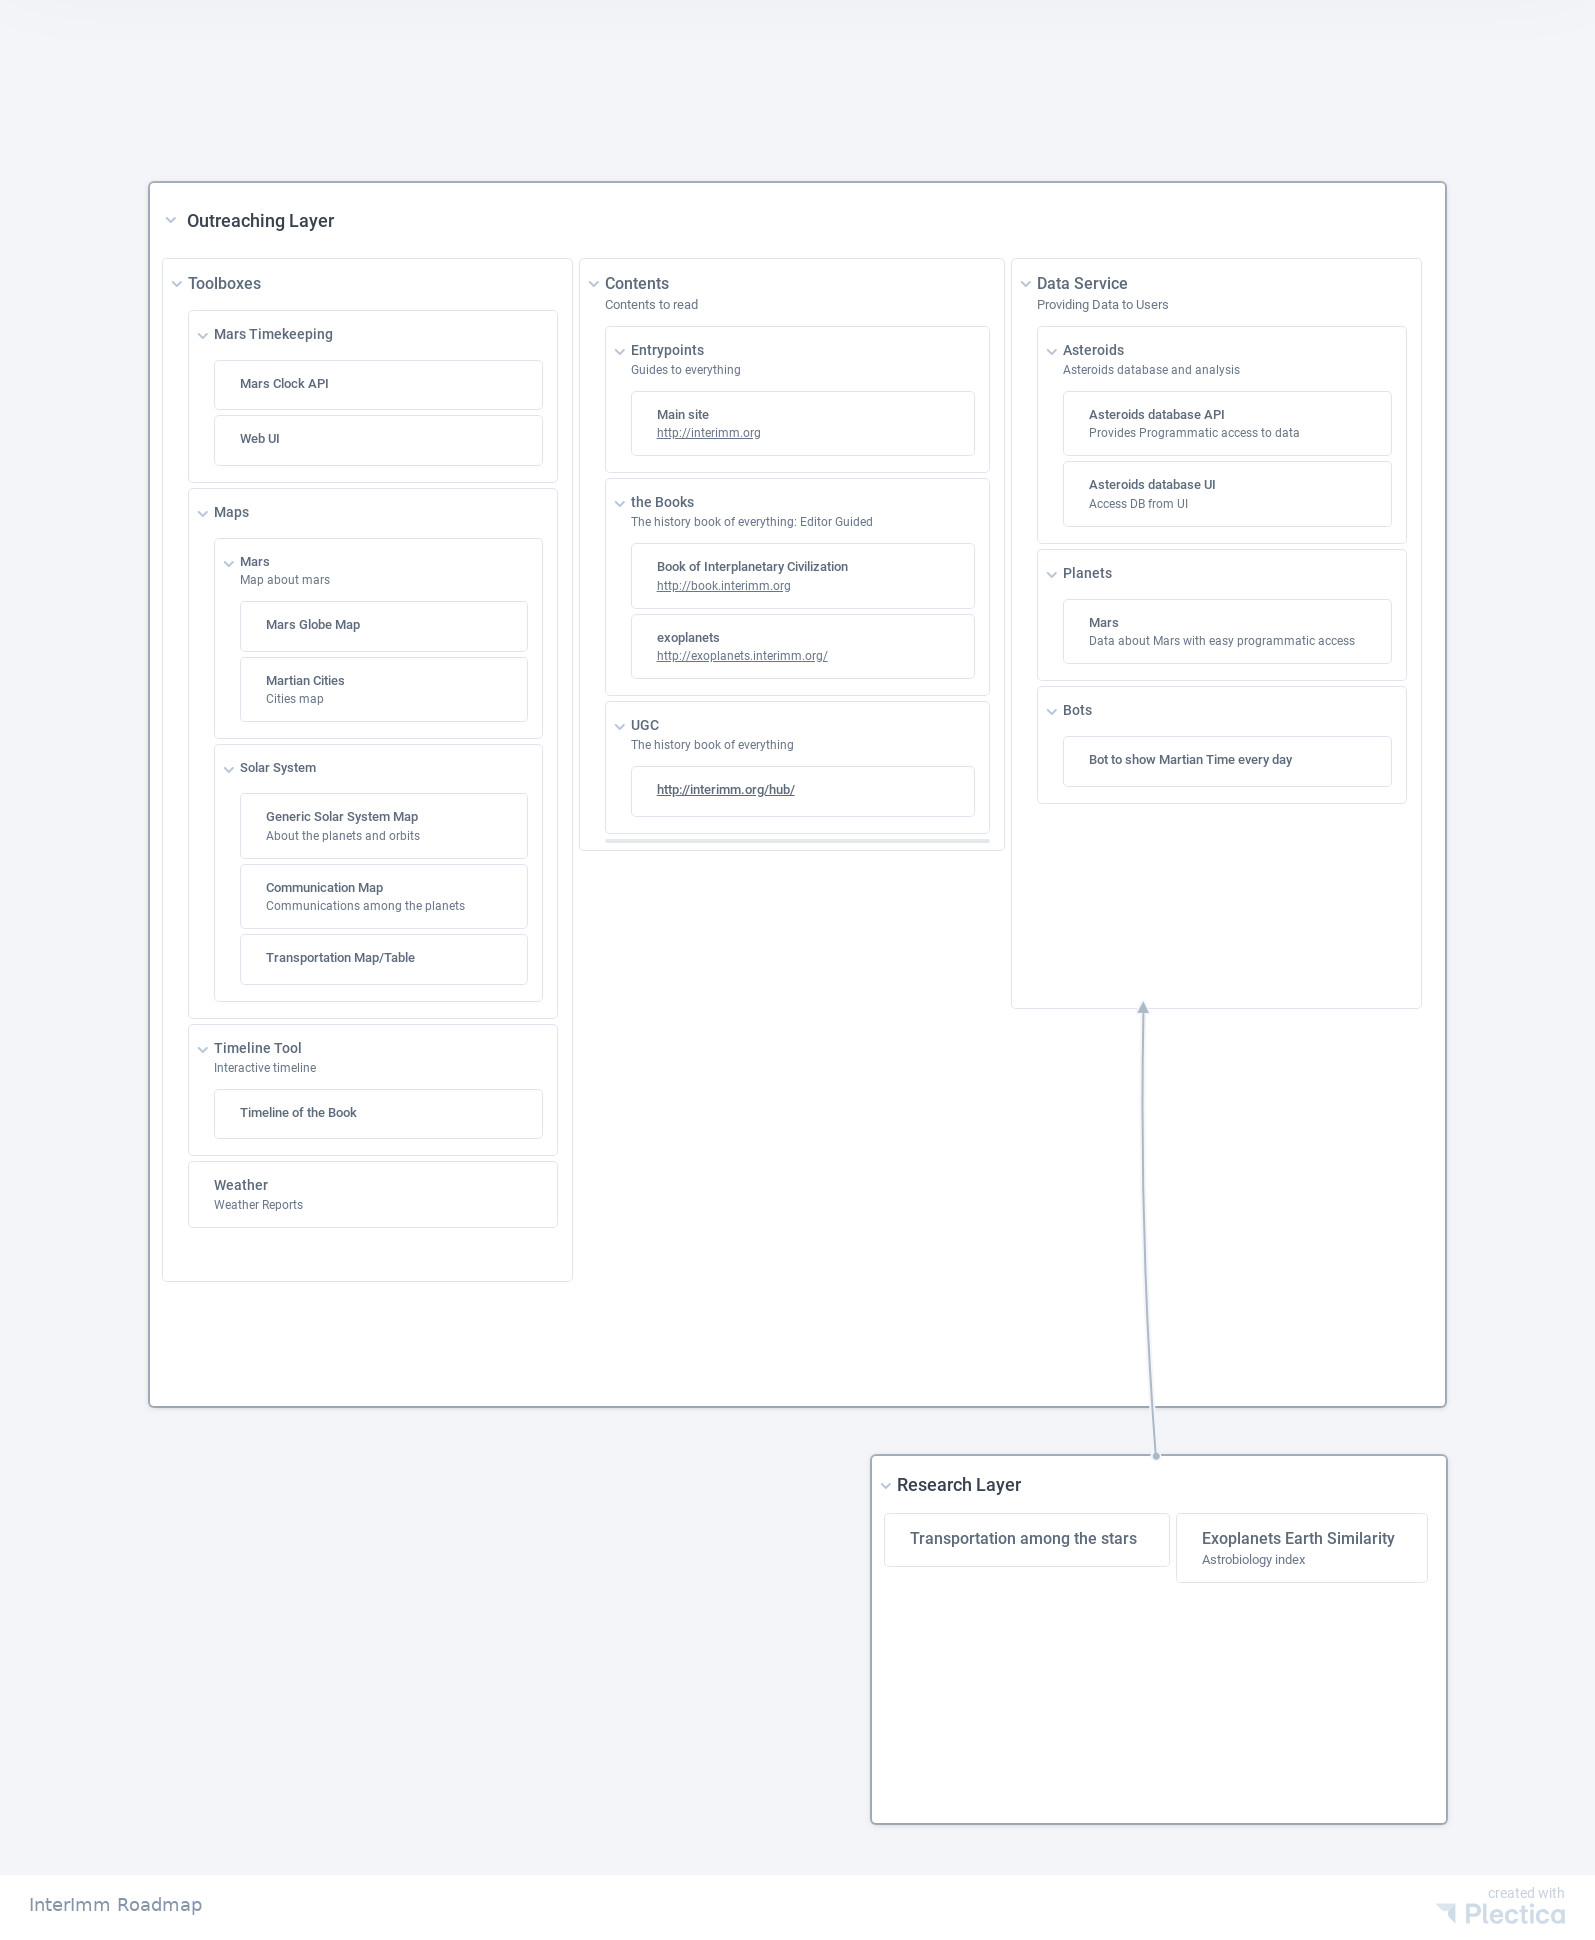 Outreaching Layer
Toolboxes
Mars Timekeeping
Mars Clock API
Web UI
Maps
Mars
Map about mars
Mars Globe Map
Martian Cities
Cities map
Solar System
Generic Solar System Map
About the planets and orbits
Communication Map
Communications among the planets
Transportation Map/Table
Timeline Tool
Interactive timeline
Timeline of the Book
Weather
Weather Reports
Contents
Contents to read
Entrypoints
Guides to everything
Main site
http://interimm.org
the Books
The history book of everything: Editor Guided
Book of Interplanetary Civilization
http://book.interimm.org
exoplanets
http://exoplanets.interimm.org/
UGC
The history book of everything
http://interimm.org/hub/
Data Service
Providing Data to Users
Asteroids
Asteroids database and analysis
Asteroids database API
Provides Programmatic access to data
Asteroids database UI
Access DB from UI
Planets
Mars
Data about Mars with easy programmatic access
Bots
Bot to show Martian Time every day
Research Layer
Transportation among the stars
Exoplanets Earth Similarity
Astrobiology index
InterImm Roadmap
created with
Plectica